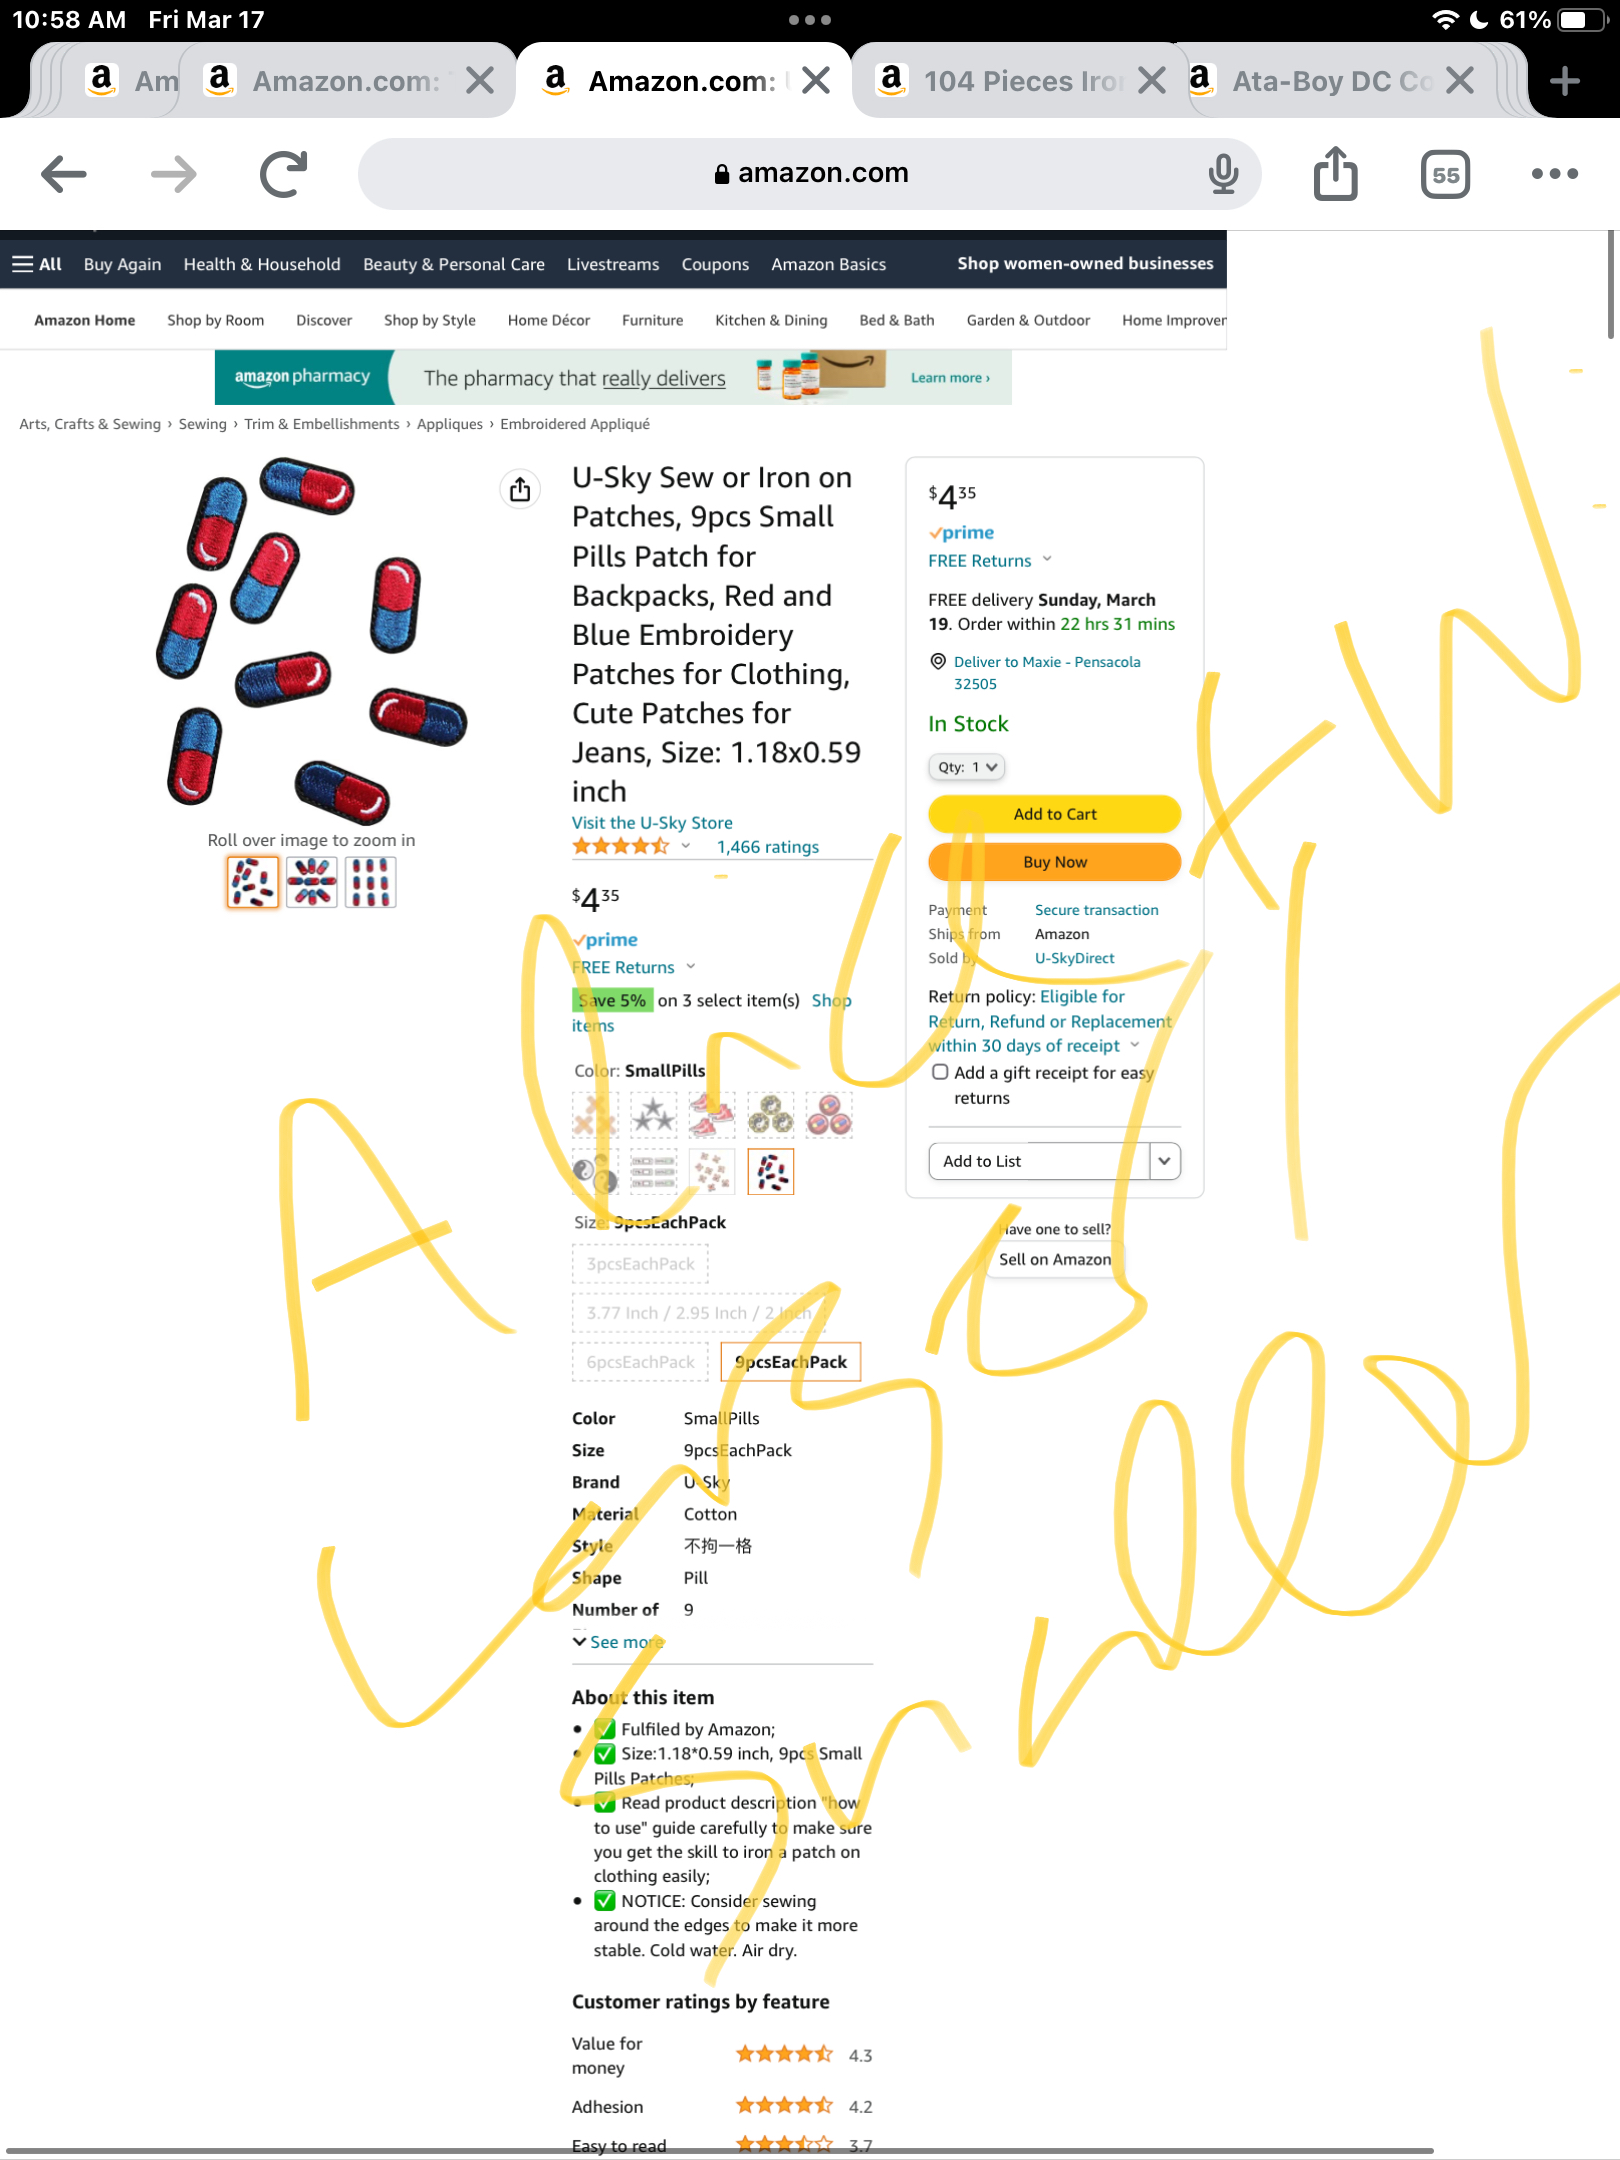 10:58 AM Fri Mar 17
61%
Am
Amazon.com:
Amazon.com:
104 Pieces Iro
Ata-Boy DC Co
amazon.com
55
All Buy Again Health & Household Beauty & Personal Care Livestreams Coupons Amazon Basics Shop women-owned businesses
Amazon Home Shop by Room Discover Shop by Style Home Décor Furniture Kitchen & Dining Bed & Bath Garden & Outdoor Home Improver
amazon pharmacy The pharmacy that really delivers Learn more ›
Arts, Crafts & Sewing › Sewing › Trim & Embellishments › Appliques › Embroidered Appliqué
Roll over image to zoom in
U-Sky Sew or Iron on
Patches, 9pcs Small
Pills Patch for
Backpacks, Red and
Blue Embroidery
Patches for Clothing,
Cute Patches for
Jeans, Size: 1.18x0.59
inch
Visit the U-Sky Store
1,466 ratings
$4 35
prime
FREE Returns
Save 5% on 3 select item(s) Shop
items
Color: SmallPills
Size: 9pcsEachPack
3pcsEachPack
3.77 Inch / 2.95 Inch / 2 Inch
6pcsEachPack 9pcsEachPack
Color SmallPills
Size 9pcsEachPack
Brand U-Sky
Material Cotton
Style 不拘一格
Shape Pill
Number of 9
See more
About this item
• ✅ Fulfiled by Amazon;
• ✅ Size:1.18*0.59 inch, 9pcs Small
Pills Patches;
• ✅ Read product description "how
to use" guide carefully to make sure
you get the skill to iron a patch on
clothing easily;
• ✅ NOTICE: Consider sewing
around the edges to make it more
stable. Cold water. Air dry.
Customer ratings by feature
Value for
money 4.3
Adhesion 4.2
Easy to read 3.7
$4 35
prime
FREE Returns
FREE delivery Sunday, March
19. Order within 22 hrs 31 mins
Deliver to Maxie - Pensacola
32505
In Stock
Qty: 1
Add to Cart
Buy Now
Payment Secure transaction
Ships from Amazon
Sold by U-SkyDirect
Return policy: Eligible for
Return, Refund or Replacement
within 30 days of receipt
Add a gift receipt for easy
returns
Add to List
Have one to sell?
Sell on Amazon